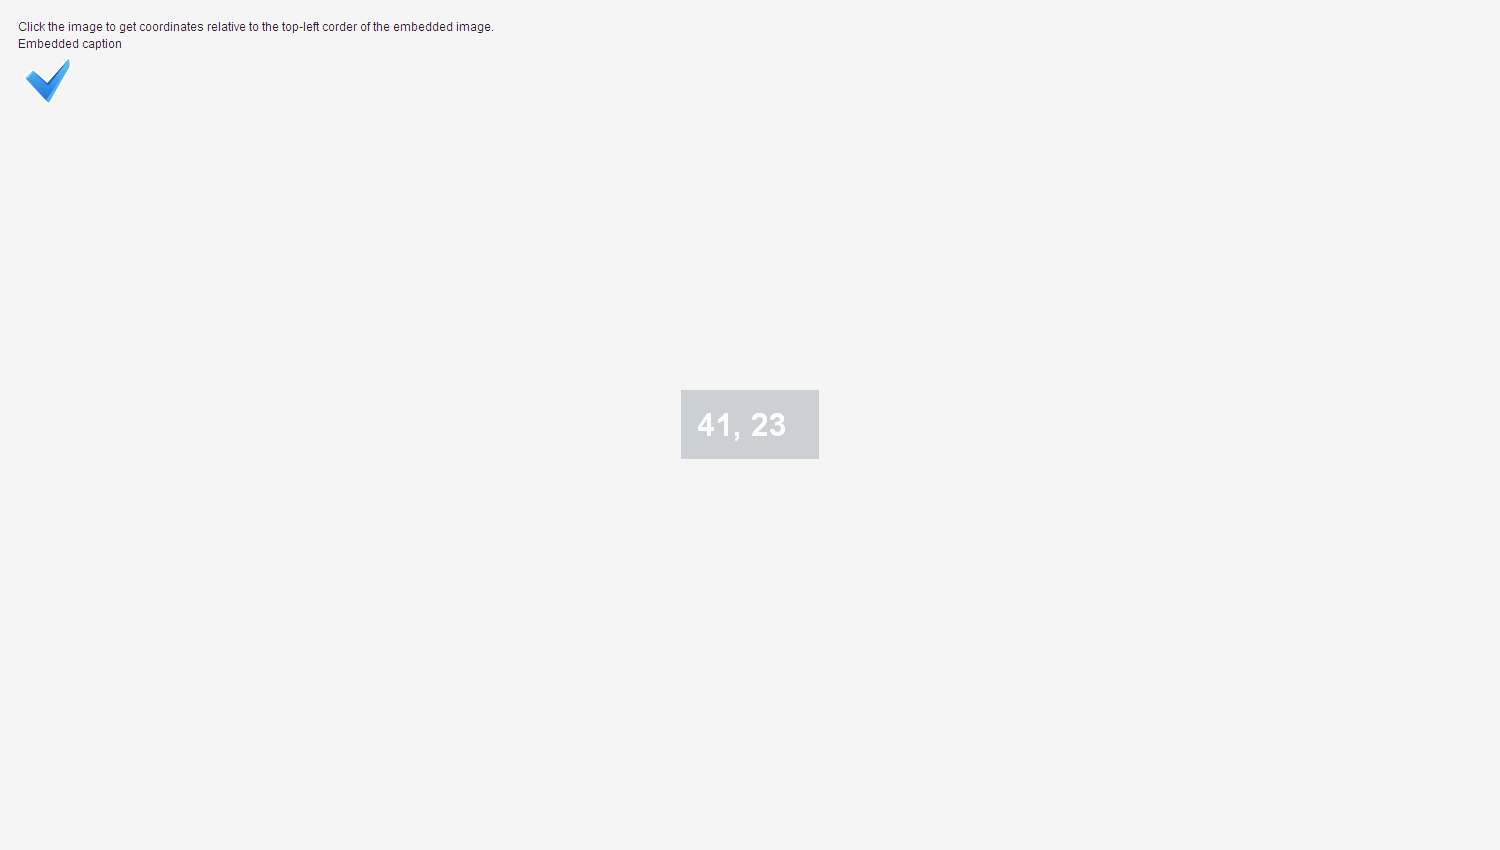 Click the image to get coordinates relative to the top-left corder of the embedded image.
Embedded caption
41, 23